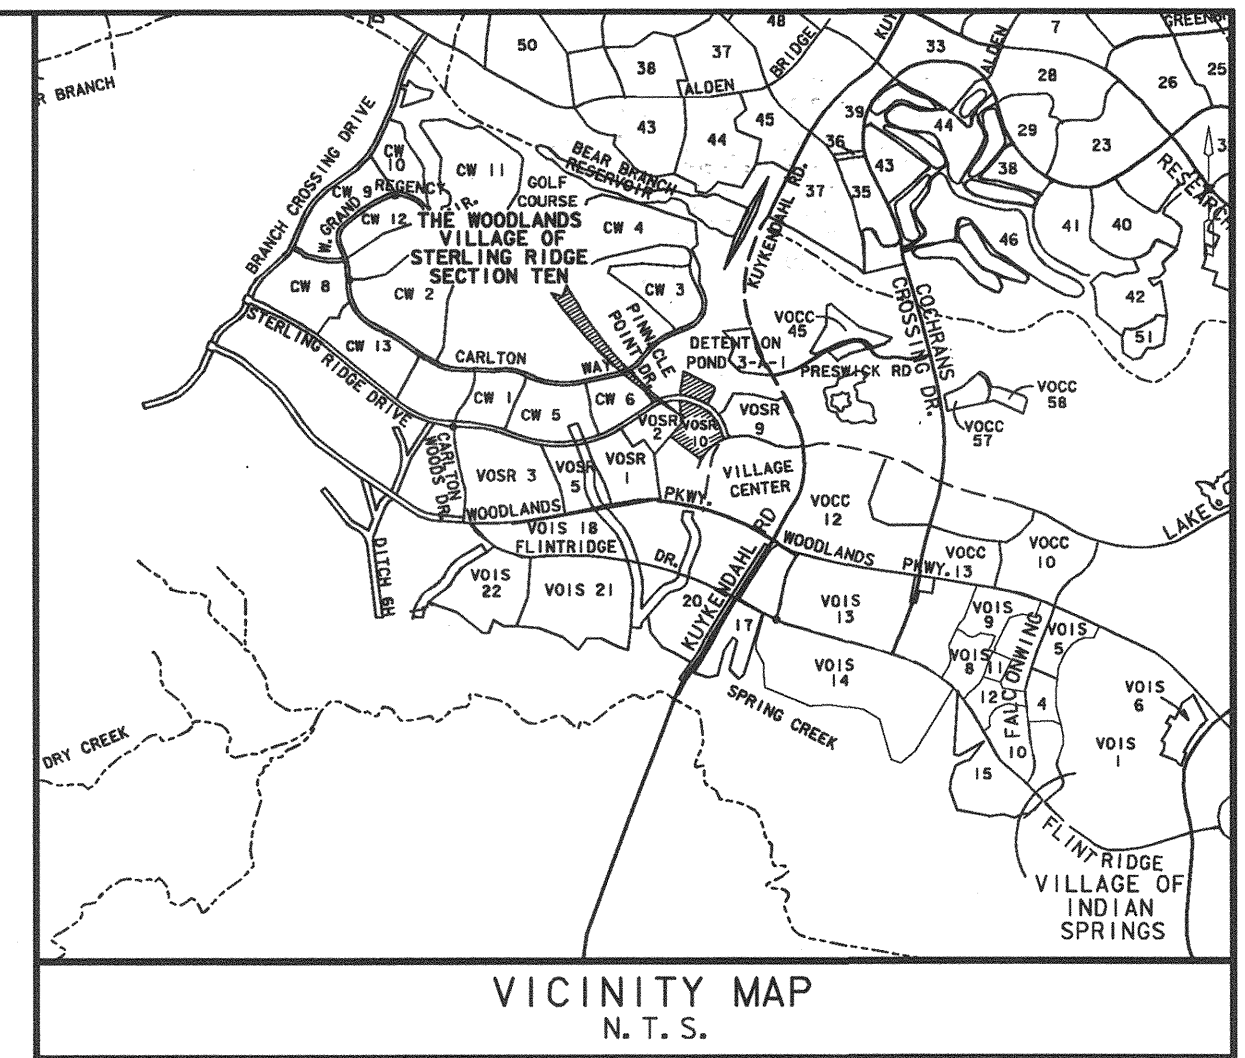 50
48
37
38
ALDEN
BRIDGE
43
44
45
33
ALDEN
7
28
26
25
39
44
29
23
36
43
38
37
35
41
40
46
42
51
RESEARCH
BRANCH
BRANCH CROSSING DRIVE
CW
10
CW 11
CW 9
REGENCY
W. GRAND
CIR.
CW 12
GOLF
COURSE
BEAR BRANCH
RESERVOIR
KUYKENDAHL RD.
CW 4
THE WOODLANDS
VILLAGE OF
STERLING RIDGE
SECTION TEN
CW 8
CW 2
CW 3
CW 13
STERLING RIDGE DRIVE
CARLTON
WAY
PINNACLE
POINT DR.
DETENTION
POND 3-A-1
VOCC
45
PRESWICK RD
COCHRANS
CROSSING DR.
VOCC
58
VOCC
57
CW 1
CW 5
CW 6
VOSR
2
VOSR
10
VOSR
9
CARLTON
WOODS DR.
VOSR 3
VOSR
5
VOSR
1
VILLAGE
CENTER
VOCC
12
WOODLANDS
PKWY.
VOIS 18
FLINTRIDGE
DR.
WOODLANDS
PKWY.
VOCC
13
VOCC
10
LAKE
DITCH 6H
VOIS
22
VOIS 21
20
KUYKENDAHL RD
17
VOIS
13
VOIS
14
VOIS
9
VOIS
8
11
12
10
FALCONWING
VOIS
5
4
VOIS
6
VOIS
1
15
SPRING CREEK
DRY CREEK
FLINTRIDGE
VILLAGE OF
INDIAN
SPRINGS
VICINITY MAP
N. T. S.